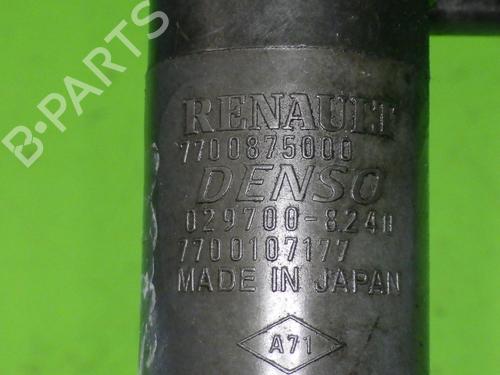 B-PARTS
RENAULT
7700875000
DENSO
029700-8240
7700107177
MADE IN JAPAN
A71